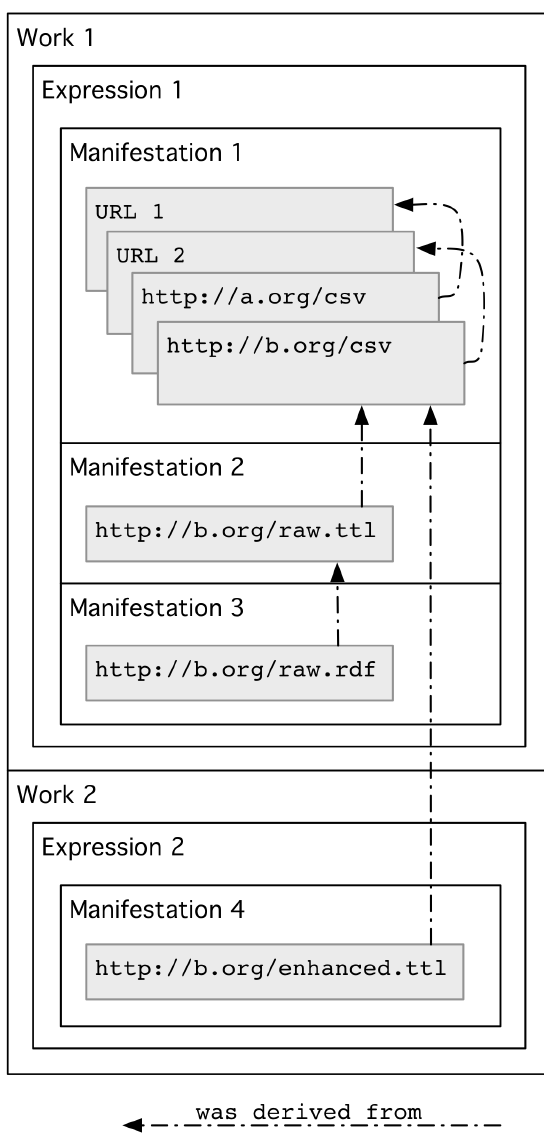 Work 1
Expression 1
Manifestation 1
URL 1
URL 2
http://a.org/csv
http://b.org/csv
Manifestation 2
http://b.org/raw.ttl
Manifestation 3
http://b.org/raw.rdf
Work 2
Expression 2
Manifestation 4
http://b.org/enhanced.ttl
was derived from